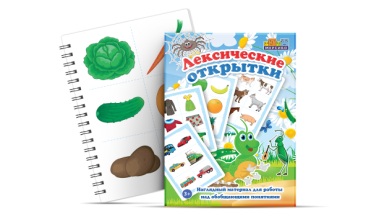 Лексические
открытки
Наглядный материал для работы
над обобщающими понятиями